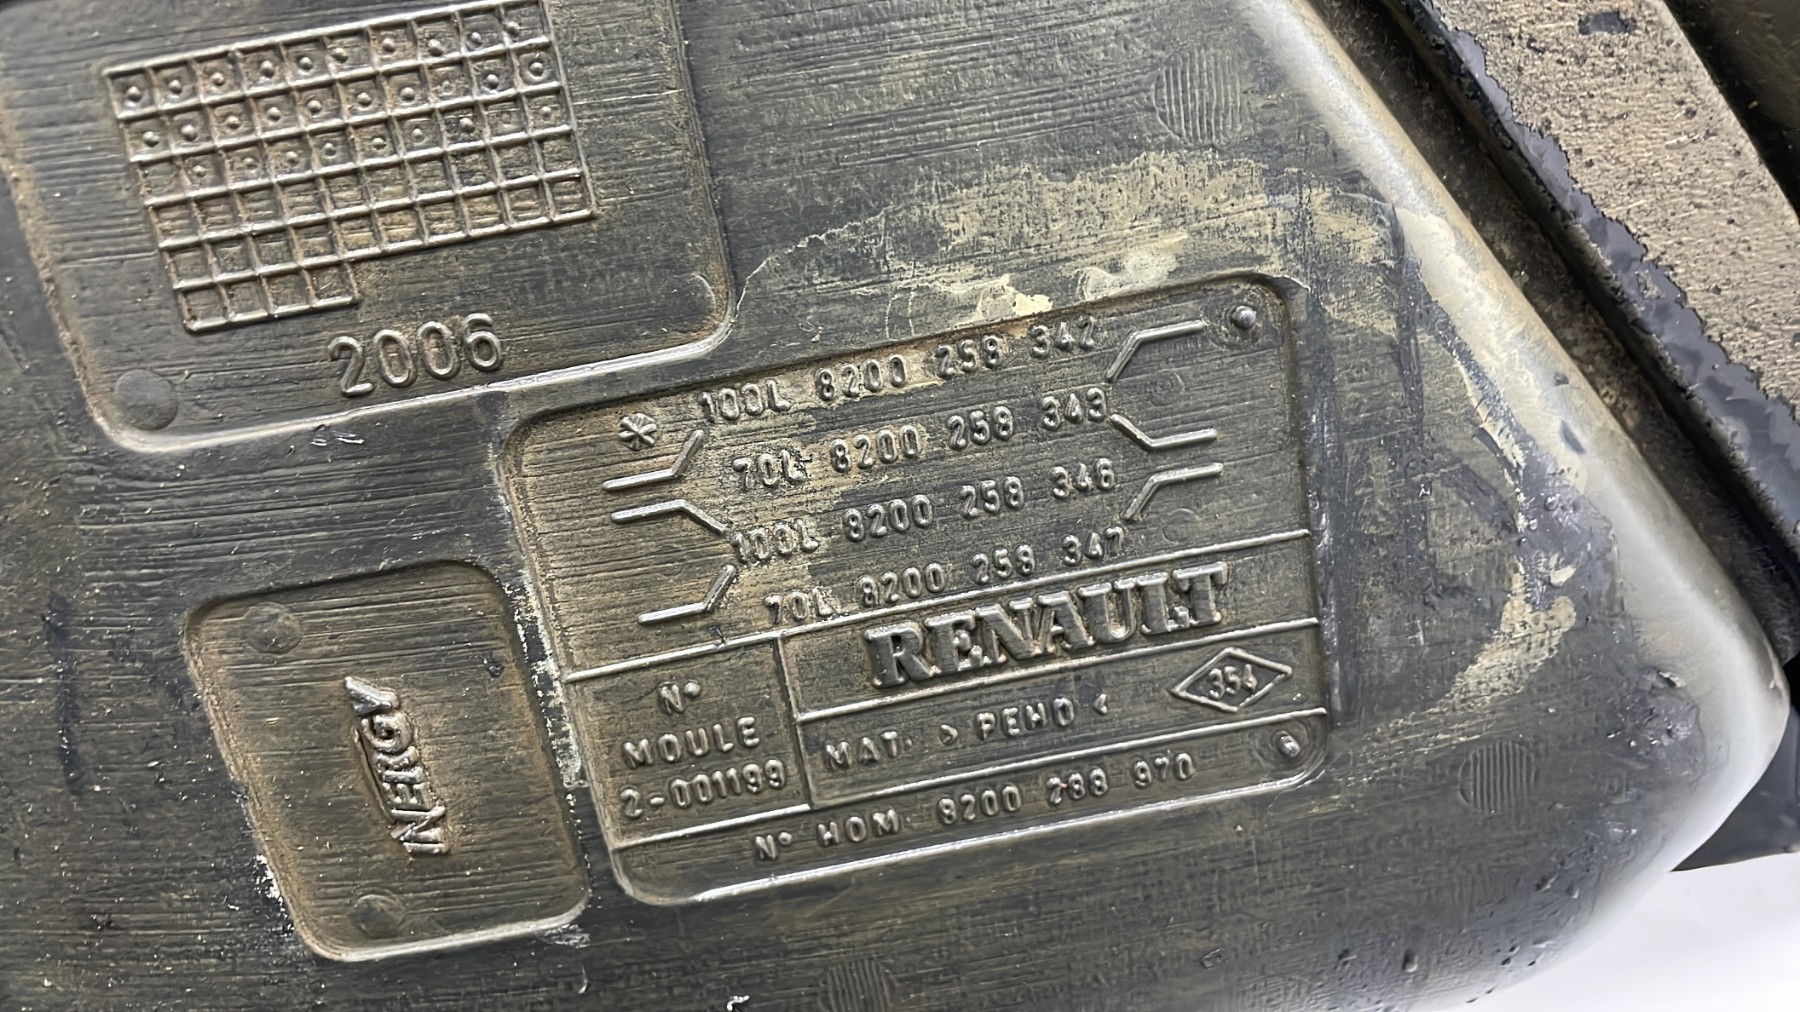 2006
* 100L 8200 258 342
70L 8200 258 343
100L 8200 258 346
70L 8200 258 347
RENAULT
N°
MOULE
2-001199
MAT. > PEHD <
354
N° HOM. 8200 288 970
INERGY